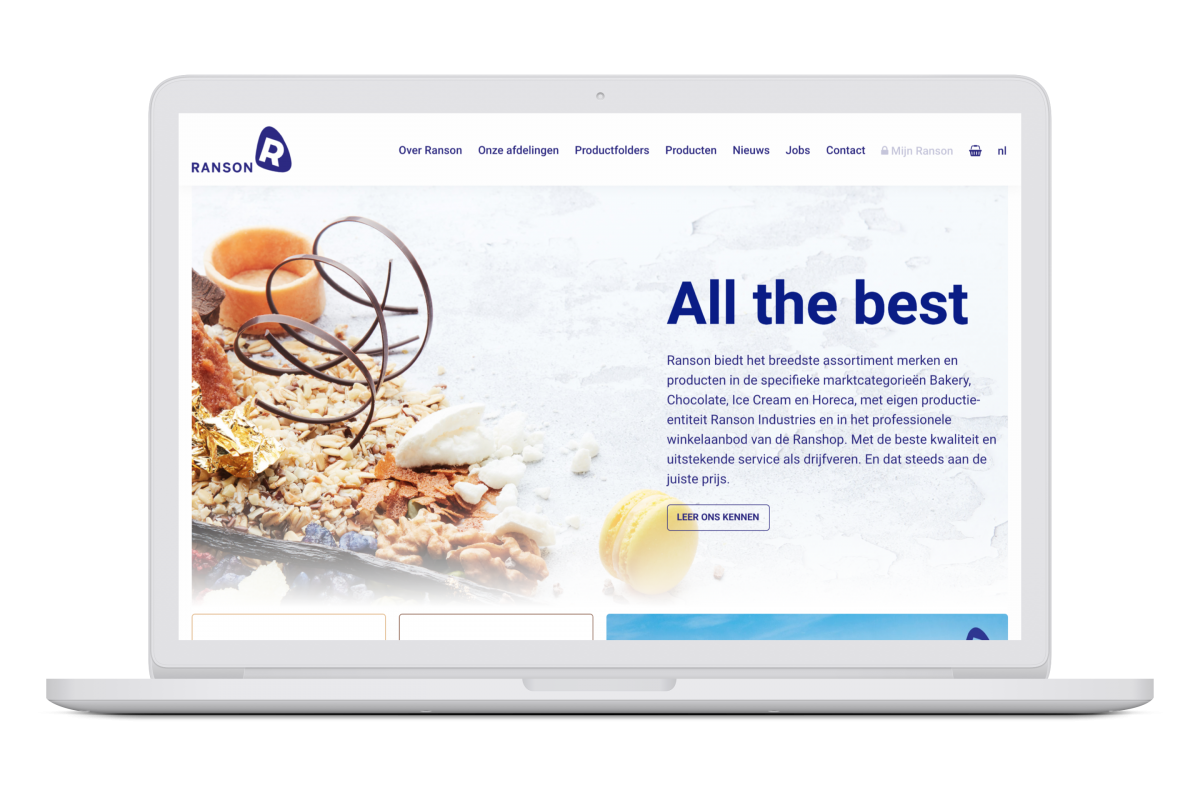 RANSON R
Over Ranson Onze afdelingen Productfolders Producten Nieuws Jobs Contact Mijn Ranson nl
All the best
Ranson biedt het breedste assortiment merken en
producten in de specifieke marktcategorieën Bakery,
Chocolate, Ice Cream en Horeca, met eigen productie-
entiteit Ranson Industries en in het professionele
winkelaanbod van de Ranshop. Met de beste kwaliteit en
uitstekende service als drijfveren. En dat steeds aan de
juiste prijs.
LEER ONS KENNEN